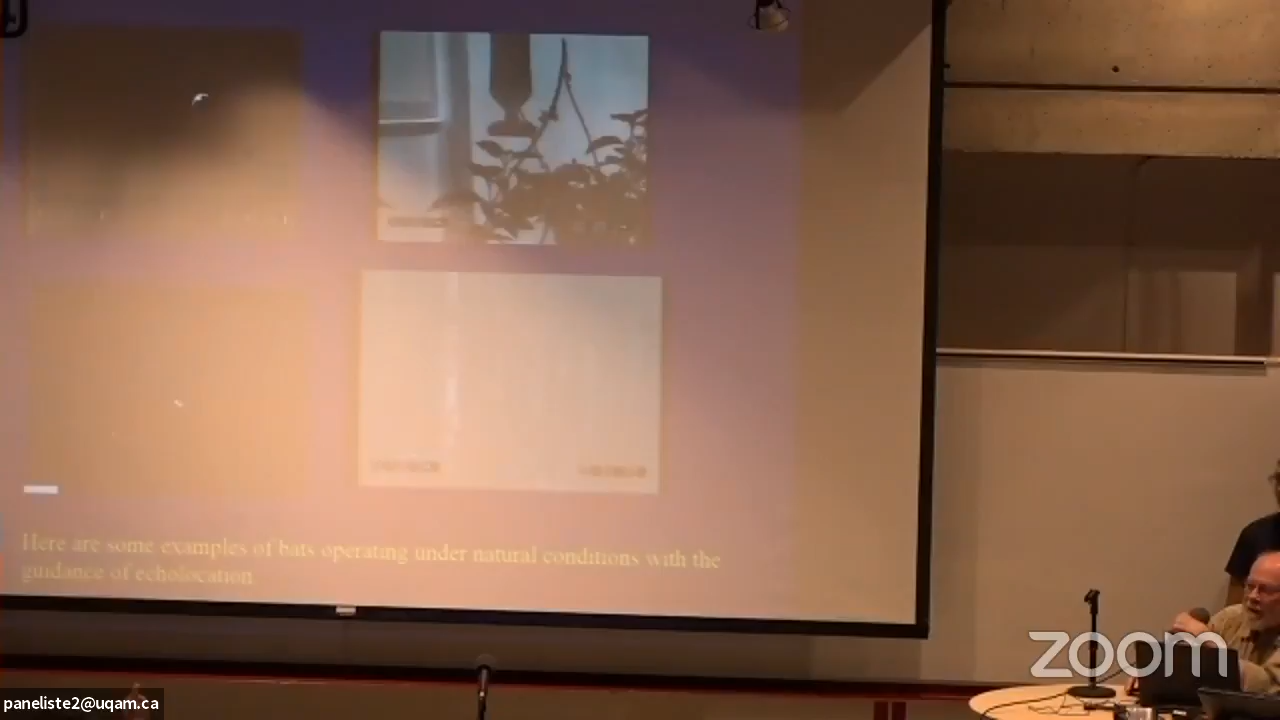 Here are some examples of bats operating under natural conditions with the
guidance of echolocation
zoom
paneliste2@uqam.ca